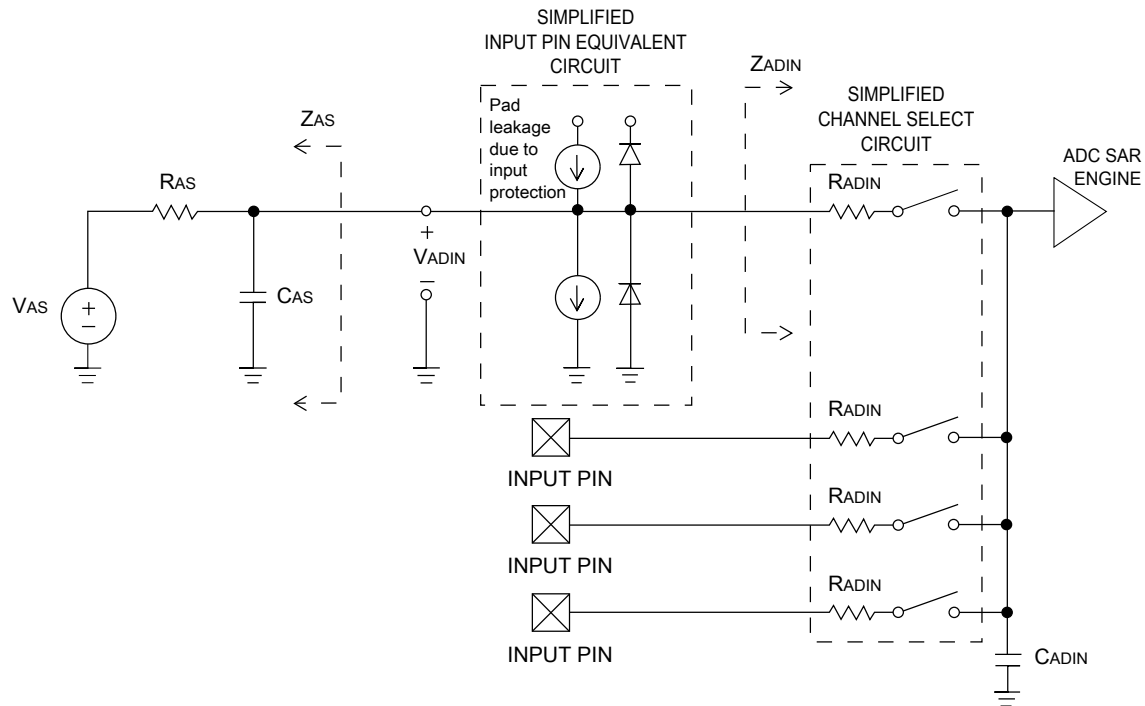 SIMPLIFIED
INPUT PIN EQUIVALENT
CIRCUIT
ZADIN
SIMPLIFIED
CHANNEL SELECT
CIRCUIT
ZAS
Pad
leakage
due to
input
protection
ADC SAR
ENGINE
RAS
RADIN
+
VADIN
–
CAS
VAS
+
–
RADIN
INPUT PIN
RADIN
INPUT PIN
RADIN
INPUT PIN
CADIN